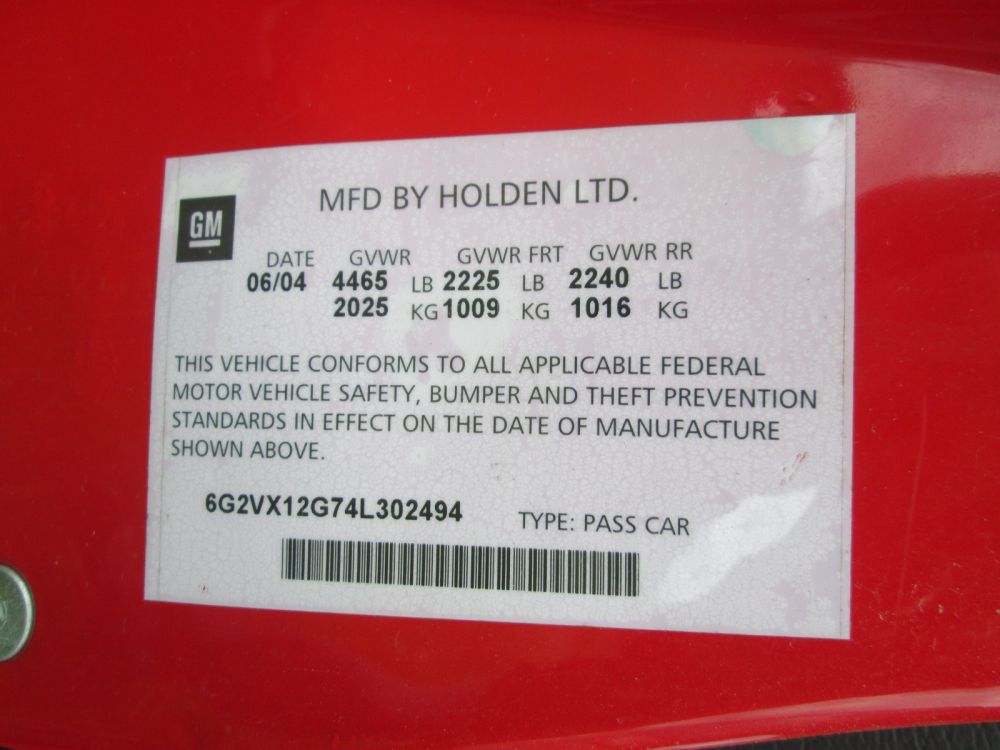 MFD BY HOLDEN LTD.
GM
DATE GVWR GVWR FRT GVWR RR
06/04 4465 LB 2225 LB 2240 LB
2025 KG 1009 KG 1016 KG
THIS VEHICLE CONFORMS TO ALL APPLICABLE FEDERAL
MOTOR VEHICLE SAFETY, BUMPER AND THEFT PREVENTION
STANDARDS IN EFFECT ON THE DATE OF MANUFACTURE
SHOWN ABOVE.
6G2VX12G74L302494 TYPE: PASS CAR